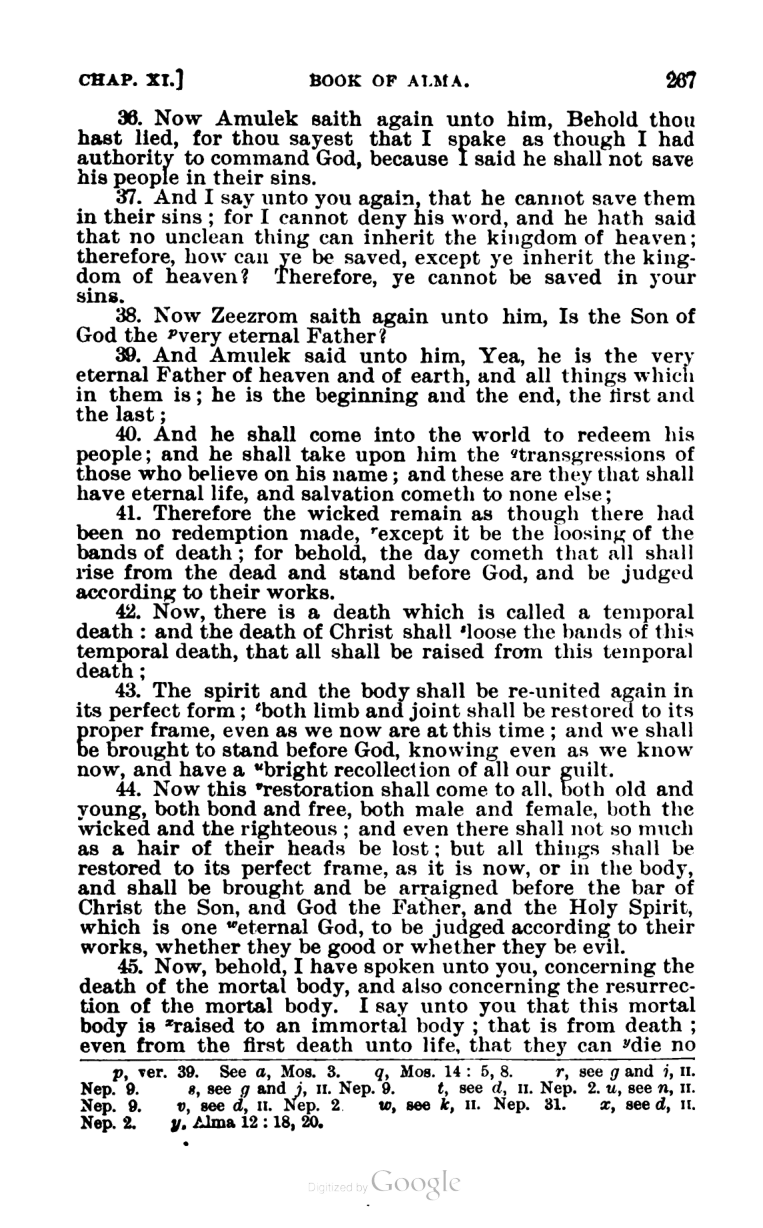 CHAP. XI.] BOOK OF ALMA. 267
36. Now Amulek saith again unto him, Behold thou
hast lied, for thou sayest that I spake as though I had
authority to command God, because I said he shall not save
his people in their sins.
37. And I say unto you again, that he cannot save them
in their sins; for I cannot deny his word, and he hath said
that no unclean thing can inherit the kingdom of heaven;
therefore, how can ye be saved, except ye inherit the king-
dom of heaven? Therefore, ye cannot be saved in your
sins.
38. Now Zeezrom saith again unto him, Is the Son of
God the ᵖvery eternal Father?
39. And Amulek said unto him, Yea, he is the very
eternal Father of heaven and of earth, and all things which
in them is; he is the beginning and the end, the first and
the last;
40. And he shall come into the world to redeem his
people; and he shall take upon him the qtransgressions of
those who believe on his name; and these are they that shall
have eternal life, and salvation cometh to none else;
41. Therefore the wicked remain as though there had
been no redemption made, ʳexcept it be the loosing of the
bands of death; for behold, the day cometh that all shall
rise from the dead and stand before God, and be judged
according to their works.
42. Now, there is a death which is called a temporal
death: and the death of Christ shall ˢloose the bands of this
temporal death, that all shall be raised from this temporal
death;
43. The spirit and the body shall be re-united again in
its perfect form; ᵗboth limb and joint shall be restored to its
proper frame, even as we now are at this time; and we shall
be brought to stand before God, knowing even as we know
now, and have a ᵘbright recollection of all our guilt.
44. Now this ᵛrestoration shall come to all, both old and
young, both bond and free, both male and female, both the
wicked and the righteous; and even there shall not so much
as a hair of their heads be lost; but all things shall be
restored to its perfect frame, as it is now, or in the body,
and shall be brought and be arraigned before the bar of
Christ the Son, and God the Father, and the Holy Spirit,
which is one ʷeternal God, to be judged according to their
works, whether they be good or whether they be evil.
45. Now, behold, I have spoken unto you, concerning the
death of the mortal body, and also concerning the resurrec-
tion of the mortal body. I say unto you that this mortal
body is ˣraised to an immortal body; that is from death;
even from the first death unto life, that they can ʸdie no
p, ver. 39. See a, Mos. 3. q, Mos. 14: 5, 8. r, see g and i, II.
Nep. 9. s, see g and j, II. Nep. 9. t, see d, II. Nep. 2. u, see n, II.
Nep. 9. v, see d, II. Nep. 2. w, see k, II. Nep. 31. x, see d, II.
Nep. 2. y, Alma 12: 18, 20.
Digitized by Google